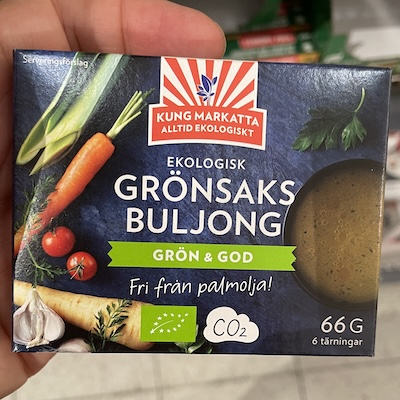 Serveringsförslag
KUNG MARKATTA
ALLTID EKOLOGISKT
EKOLOGISK
GRÖNSAKS
BULJONG
GRÖN & GOD
Fri från palmolja!
CO2
66 G
6 tärningar